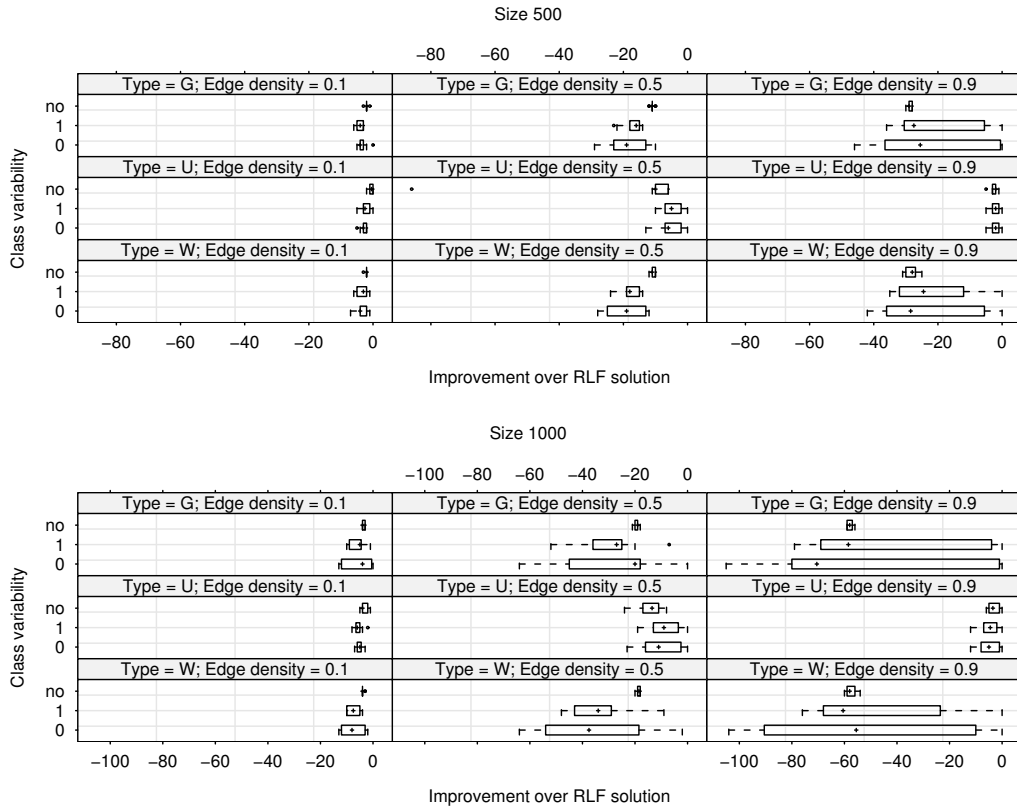 Size 500
−80 −60 −40 −20 0
Type = G; Edge density = 0.1 Type = G; Edge density = 0.5 Type = G; Edge density = 0.9
no
1
0
Type = U; Edge density = 0.1 Type = U; Edge density = 0.5 Type = U; Edge density = 0.9
no
1
0
Type = W; Edge density = 0.1 Type = W; Edge density = 0.5 Type = W; Edge density = 0.9
no
1
0
Class variability
−80 −60 −40 −20 0 −80 −60 −40 −20 0
Improvement over RLF solution
Size 1000
−100 −80 −60 −40 −20 0
Type = G; Edge density = 0.1 Type = G; Edge density = 0.5 Type = G; Edge density = 0.9
no
1
0
Type = U; Edge density = 0.1 Type = U; Edge density = 0.5 Type = U; Edge density = 0.9
no
1
0
Type = W; Edge density = 0.1 Type = W; Edge density = 0.5 Type = W; Edge density = 0.9
no
1
0
Class variability
−100 −80 −60 −40 −20 0 −100 −80 −60 −40 −20 0
Improvement over RLF solution